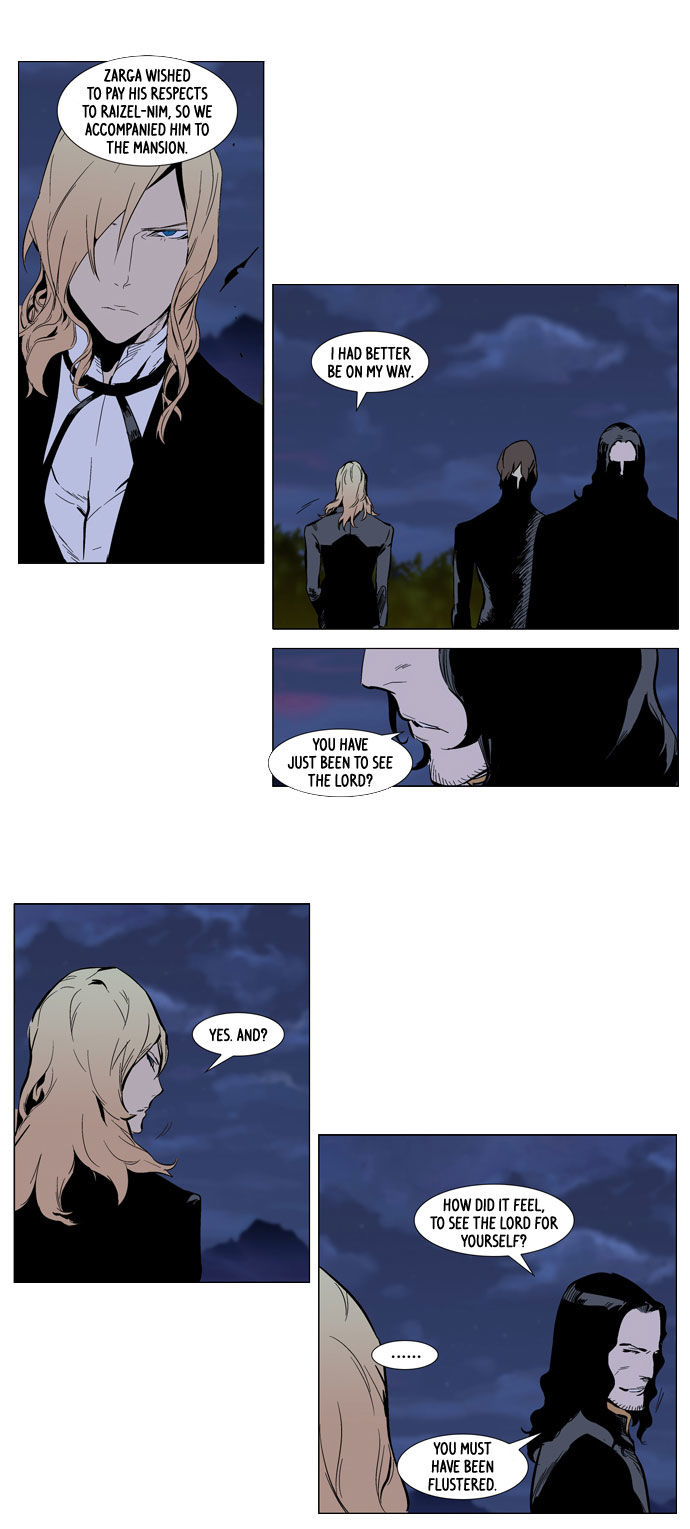 ZARGA WISHED
TO PAY HIS RESPECTS
TO RAIZEL-NIM, SO WE
ACCOMPANIED HIM TO
THE MANSION.
I HAD BETTER
BE ON MY WAY.
YOU HAVE
JUST BEEN TO SEE
THE LORD?
YES. AND?
HOW DID IT FEEL,
TO SEE THE LORD FOR
YOURSELF?
......
YOU MUST
HAVE BEEN
FLUSTERED.